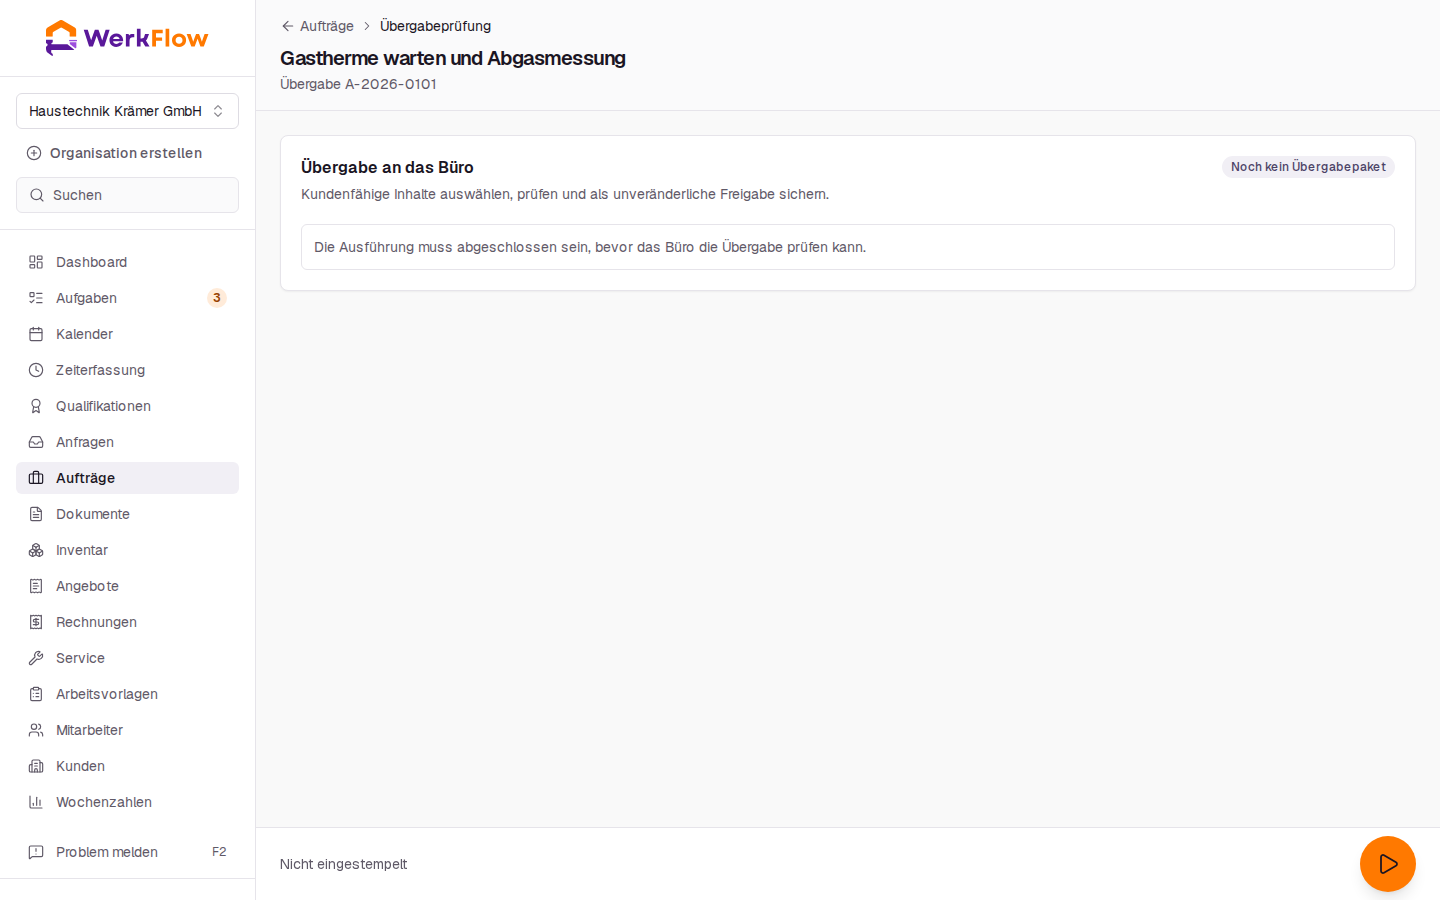 WerkFlow
Haustechnik Krämer GmbH
Organisation erstellen
Suchen
Dashboard
Aufgaben 3
Kalender
Zeiterfassung
Qualifikationen
Anfragen
Aufträge
Dokumente
Inventar
Angebote
Rechnungen
Service
Arbeitsvorlagen
Mitarbeiter
Kunden
Wochenzahlen
Problem melden F2
Aufträge Übergabeprüfung
Gastherme warten und Abgasmessung
Übergabe A-2026-0101
Übergabe an das Büro
Noch kein Übergabepaket
Kundenfähige Inhalte auswählen, prüfen und als unveränderliche Freigabe sichern.
Die Ausführung muss abgeschlossen sein, bevor das Büro die Übergabe prüfen kann.
Nicht eingestempelt